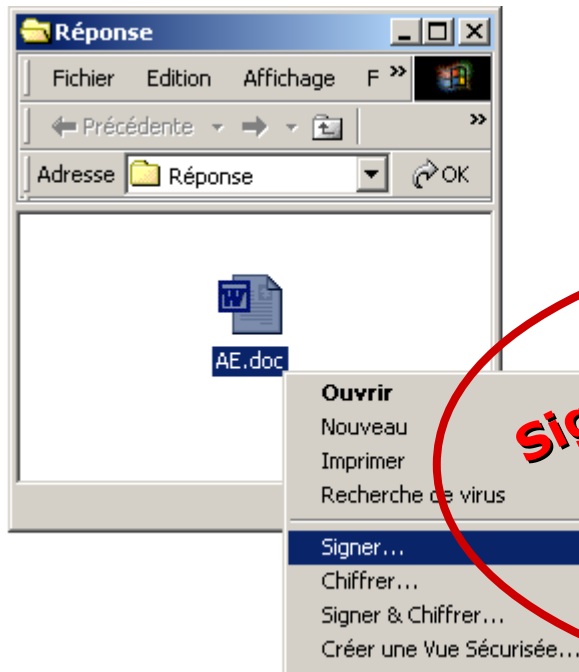 Réponse
Fichier Edition Affichage F »
Précédente »
Adresse Réponse OK
W
AE.doc
Ouvrir
Nouveau
Imprimer
Recherche de virus
Signer...
Chiffrer...
Signer & Chiffrer...
Créer une Vue Sécurisée...